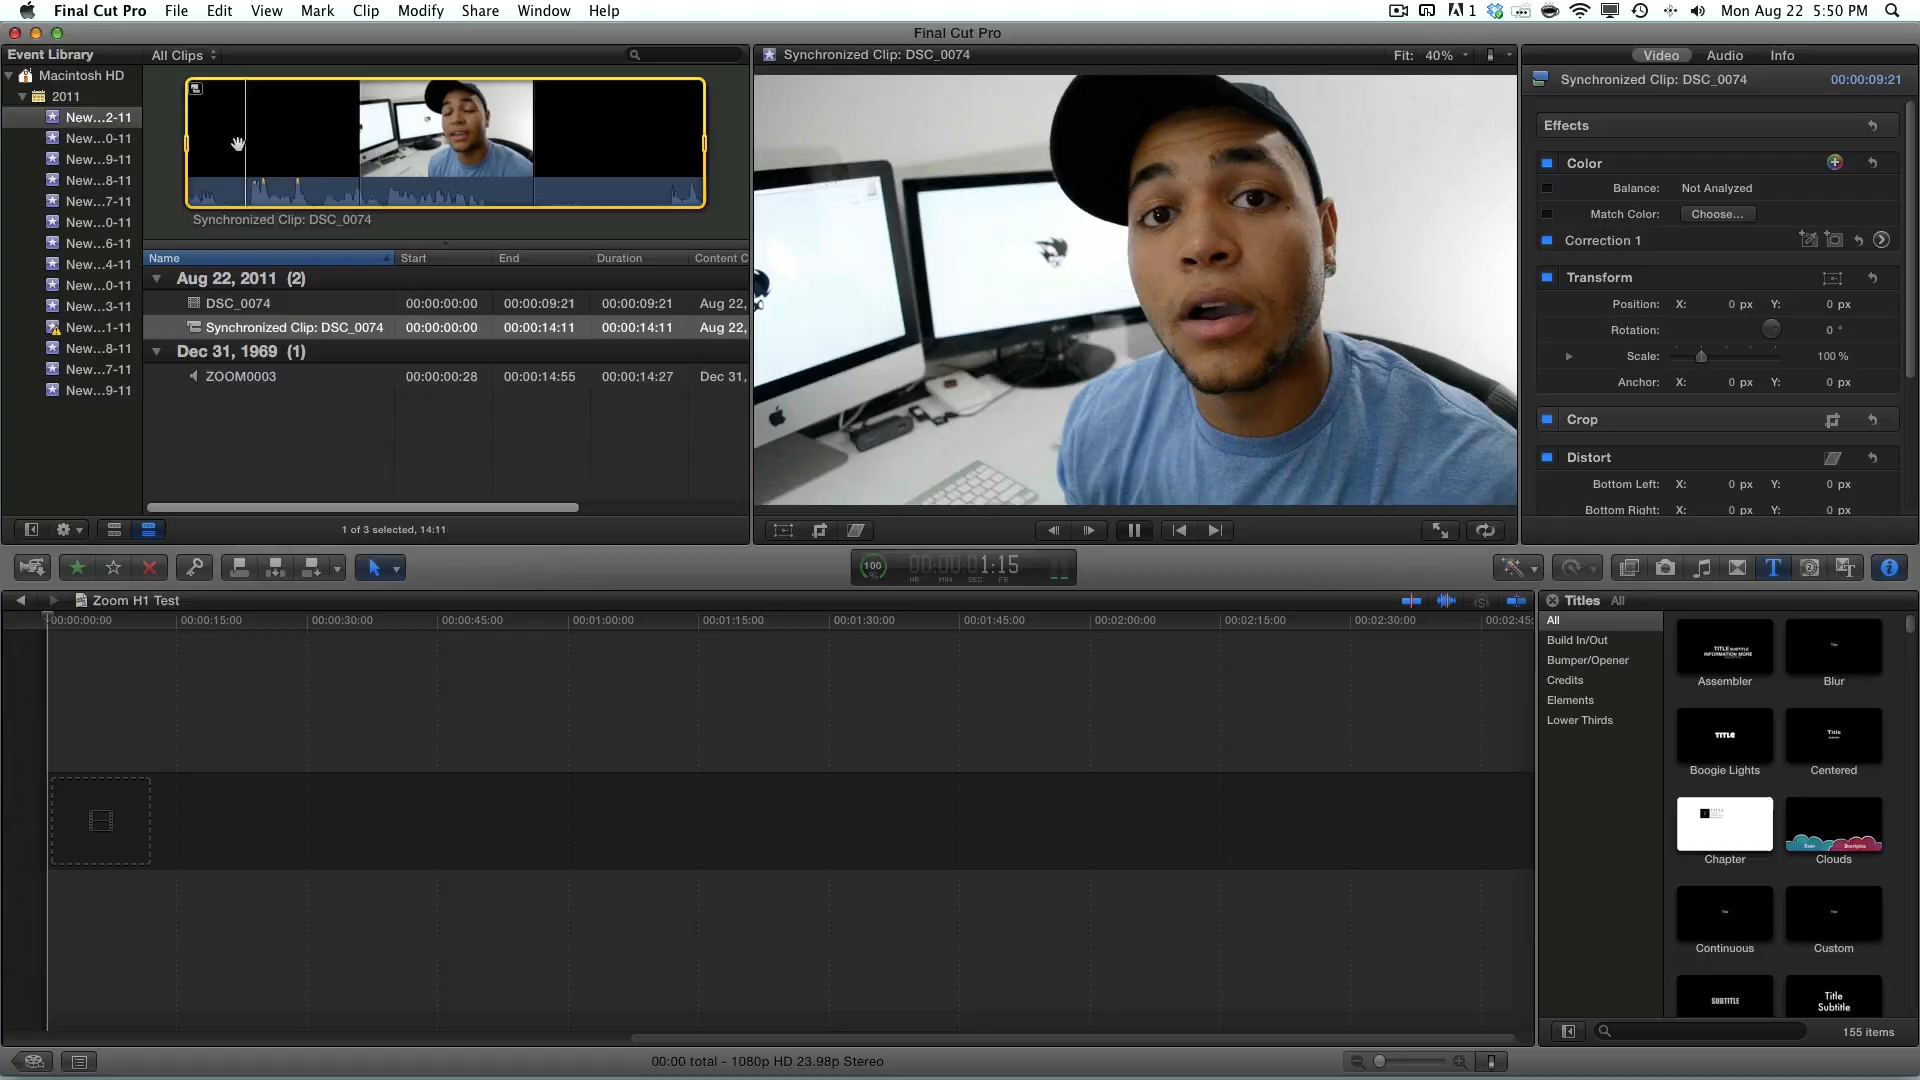 Final Cut Pro File Edit View Mark Clip Modify Share Window Help 1 Mon Aug 22 5:50 PM
Final Cut Pro
Event Library
All Clips
Macintosh HD
2011
New...2-11
New...0-11
New...9-11
New...8-11
New...7-11
New...0-11
New...6-11
New...4-11
New...0-11
New...3-11
New...1-11
New...8-11
New...7-11
New...9-11
Synchronized Clip: DSC_0074
Name Start End Duration Content C
Aug 22, 2011 (2)
DSC_0074 00:00:00:00 00:00:09:21 00:00:09:21 Aug 22,
Synchronized Clip: DSC_0074 00:00:00:00 00:00:14:11 00:00:14:11 Aug 22,
Dec 31, 1969 (1)
ZOOM0003 00:00:00:28 00:00:14:55 00:00:14:27 Dec 31,
1 of 3 selected, 14:11
Synchronized Clip: DSC_0074 Fit: 40%
Video Audio Info
Synchronized Clip: DSC_0074 00:00:09:21
Effects
Color
Balance: Not Analyzed
Match Color: Choose...
Correction 1
Transform
Position: X: 0 px Y: 0 px
Rotation: 0 °
Scale: 100 %
Anchor: X: 0 px Y: 0 px
Crop
Distort
Bottom Left: X: 0 px Y: 0 px
Bottom Right: X: 0 px Y: 0 px
100 % 00:00:01:15
HR MIN SEC FR
Zoom H1 Test
00:00:00:00 00:00:15:00 00:00:30:00 00:00:45:00 00:01:00:00 00:01:15:00 00:01:30:00 00:01:45:00 00:02:00:00 00:02:15:00 00:02:30:00 00:02:45:
Titles All
All
Build In/Out
Bumper/Opener
Credits
Elements
Lower Thirds
TITLE SUBTITLE
INFORMATION MORE
Title
Assembler Blur
TITLE
Title
Boogie Lights Centered
Name Description
Chapter Clouds
Title Title
Continuous Custom
SUBTITLE
Title
Subtitle
155 items
00:00 total - 1080p HD 23.98p Stereo